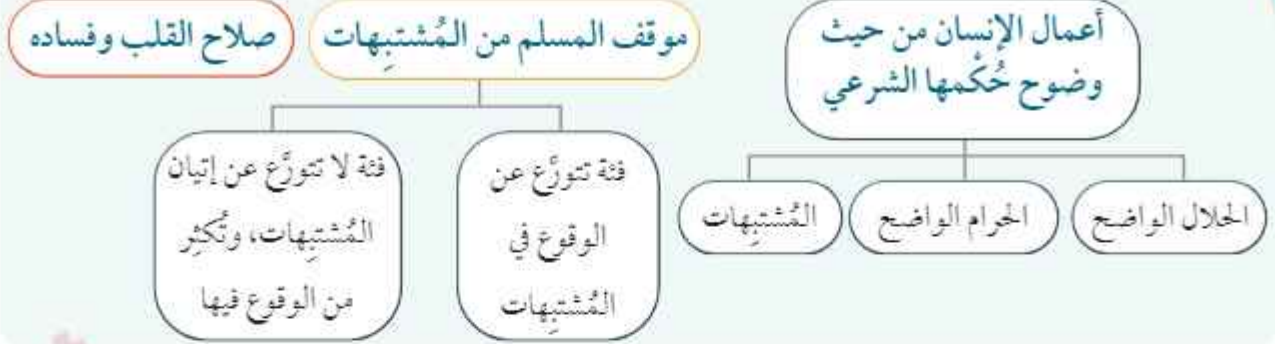 أعمال الإنسان من حيث
وضوح حُكْمها الشرعي
الحلال الواضح
الحرام الواضح
المُشتبِهات
موقف المسلم من المُشتبِهات
فئة تتورَّع عن
الوقوع في
المُشتبِهات
فئة لا تتورَّع عن إتيان
المُشتبِهات، وتُكثِر
من الوقوع فيها
صلاح القلب وفساده